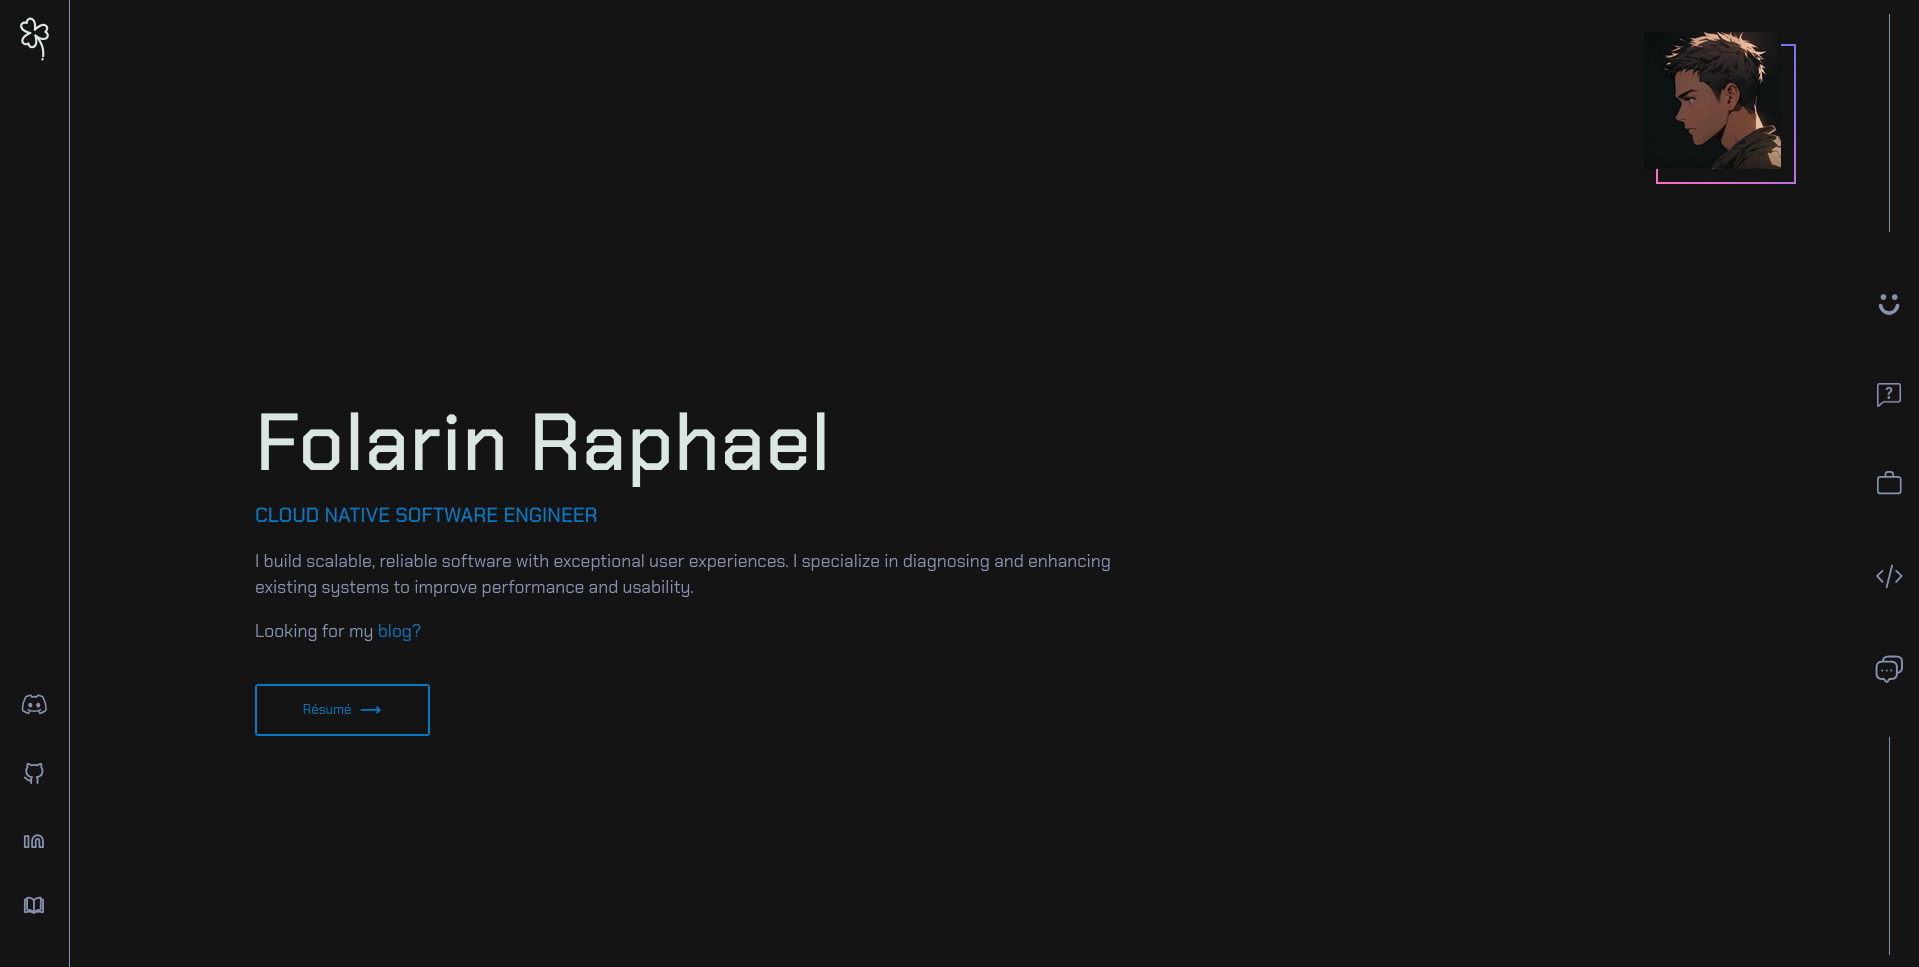 Folarin Raphael
CLOUD NATIVE SOFTWARE ENGINEER
I build scalable, reliable software with exceptional user experiences. I specialize in diagnosing and enhancing
existing systems to improve performance and usability.
Looking for my blog?
Résumé